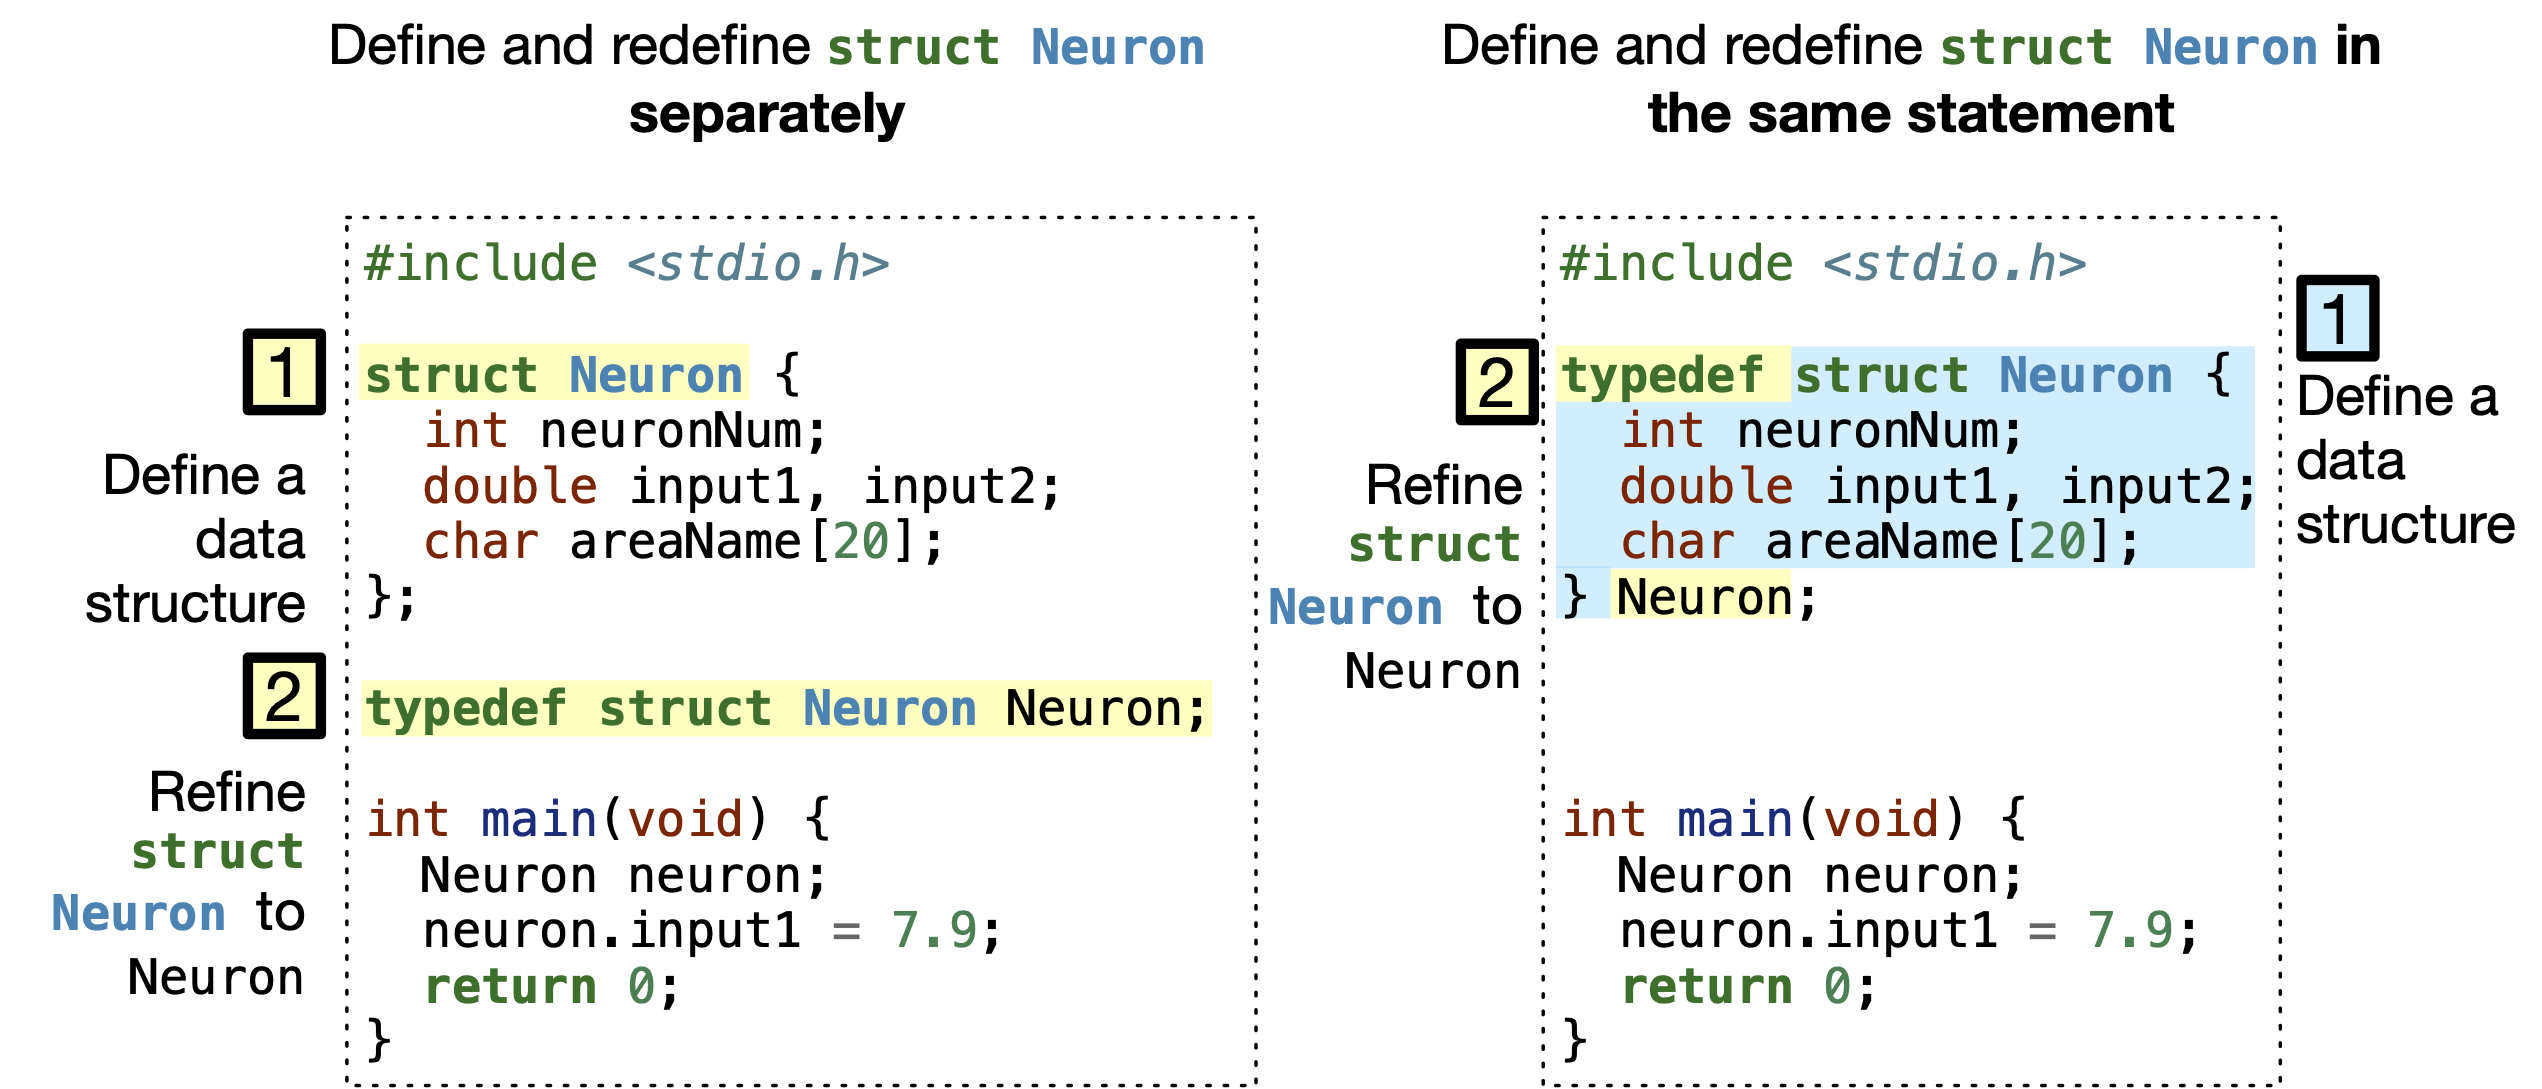 Define and redefine struct Neuron
separately
#include <stdio.h>
1
struct Neuron {
int neuronNum;
double input1, input2;
char areaName[20];
};
Define a
data
structure
2
typedef struct Neuron Neuron;
Refine
struct
Neuron to
Neuron
int main(void) {
Neuron neuron;
neuron.input1 = 7.9;
return 0;
}
Define and redefine struct Neuron in
the same statement
#include <stdio.h>
2
typedef struct Neuron {
int neuronNum;
double input1, input2;
char areaName[20];
} Neuron;
Refine
struct
Neuron to
Neuron
1
Define a
data
structure
int main(void) {
Neuron neuron;
neuron.input1 = 7.9;
return 0;
}